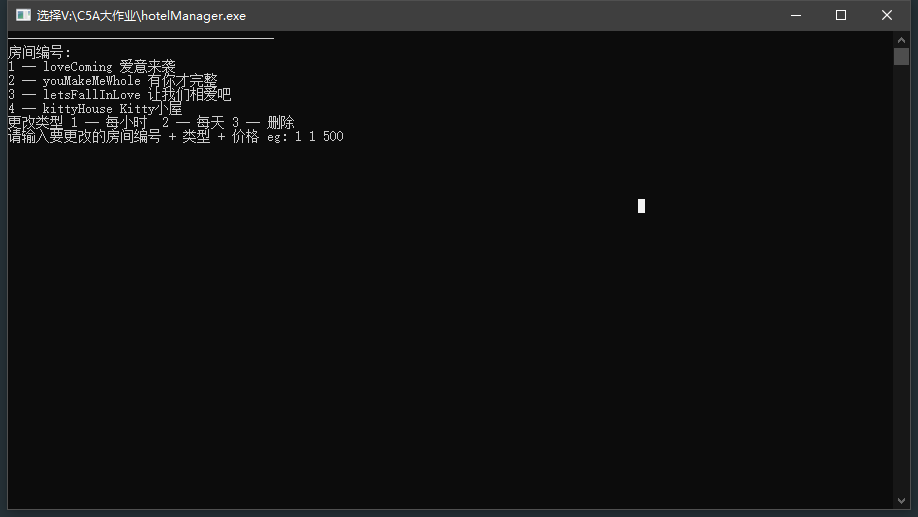 选择V:\C5A大作业\hotelManager.exe
房间编号:
1 — loveComing 爱意来袭
2 — youMakeMeWhole 有你才完整
3 — letsFallInLove 让我们相爱吧
4 — kittyHouse Kitty小屋
更改类型 1 — 每小时  2 — 每天 3 — 删除
请输入要更改的房间编号 + 类型 + 价格 eg: 1 1 500